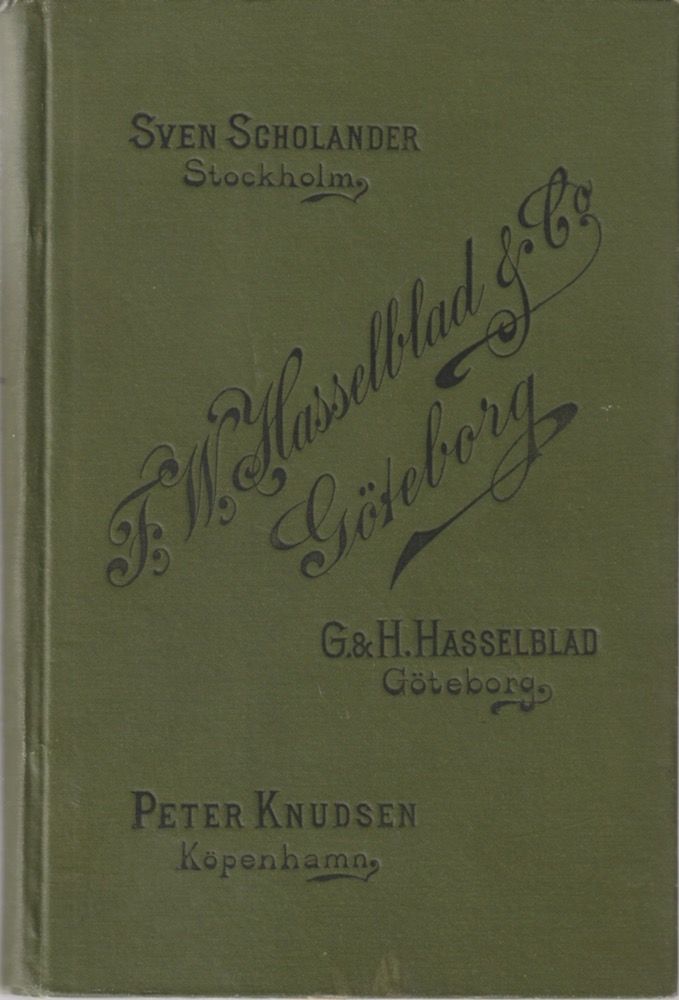 SVEN SCHOLANDER
Stockholm,
F. W. Hasselblad & Co
Göteborg
G. & H. HASSELBLAD
Göteborg,
PETER KNUDSEN
Köpenhamn,